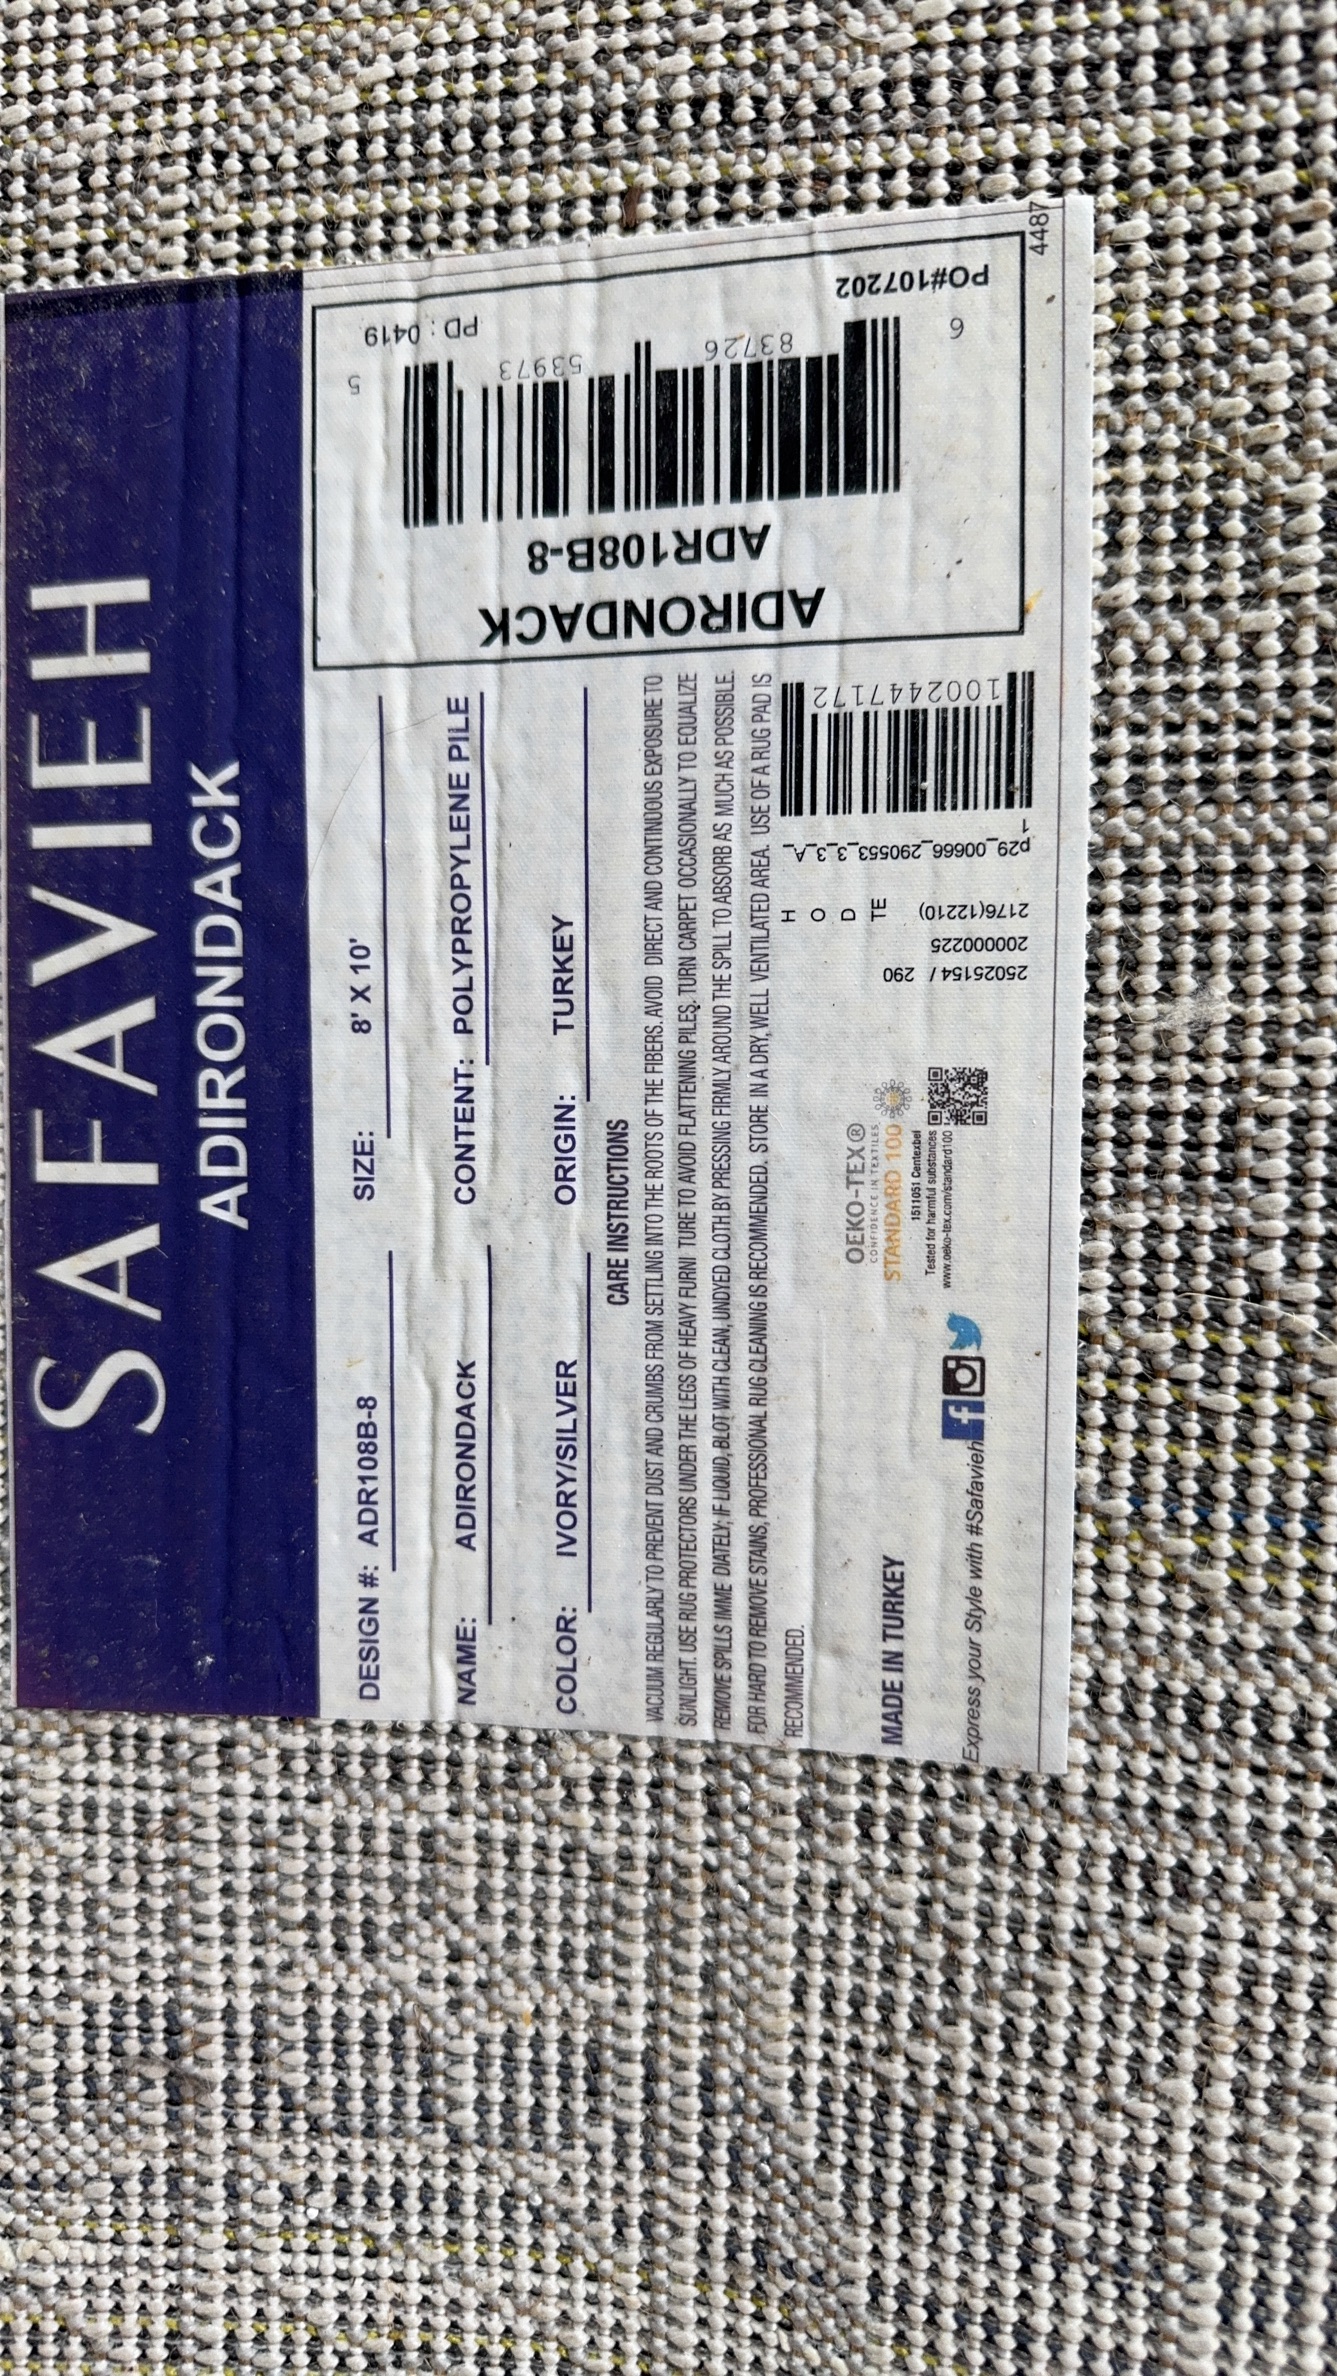 SAFAVIEH
ADIRONDACK
DESIGN #: ADR108B-8 SIZE: 8' X 10'
NAME: ADIRONDACK CONTENT: POLYPROPYLENE PILE
COLOR: IVORY/SILVER ORIGIN: TURKEY
CARE INSTRUCTIONS
VACUUM REGULARLY TO PREVENT DUST AND CRUMBS FROM SETTLING INTO THE ROOTS OF THE FIBERS. AVOID DIRECT AND CONTINUOUS EXPOSURE TO
SUNLIGHT. USE RUG PROTECTORS UNDER THE LEGS OF HEAVY FURNI TURE TO AVOID FLATTENING PILES. TURN CARPET OCCASIONALLY TO EQUALIZE
REMOVE SPILLS IMME DIATELY; IF LIQUID, BLOT WITH CLEAN, UNDYED CLOTH BY PRESSING FIRMLY AROUND THE SPILL TO ABSORB AS MUCH AS POSSIBLE.
FOR HARD TO REMOVE STAINS, PROFESSIONAL RUG CLEANING IS RECOMMENDED. STORE IN A DRY, WELL VENTILATED AREA. USE OF A RUG PAD IS
RECOMMENDED.
MADE IN TURKEY
Express your Style with #Safavieh
OEKO-TEX®
CONFIDENCE IN TEXTILES
STANDARD 100
1511051 Centexbel
Tested for harmful substances
www.oeko-tex.com/standard100
25025154 / 290
200000225
2176(12210)
H
O
D
TE
p29_00666_290553_3_3_A_
1
1002447172
ADIRONDACK
ADR108B-8
6 83726 53973 5
PO#107202 PD : 0419
4487